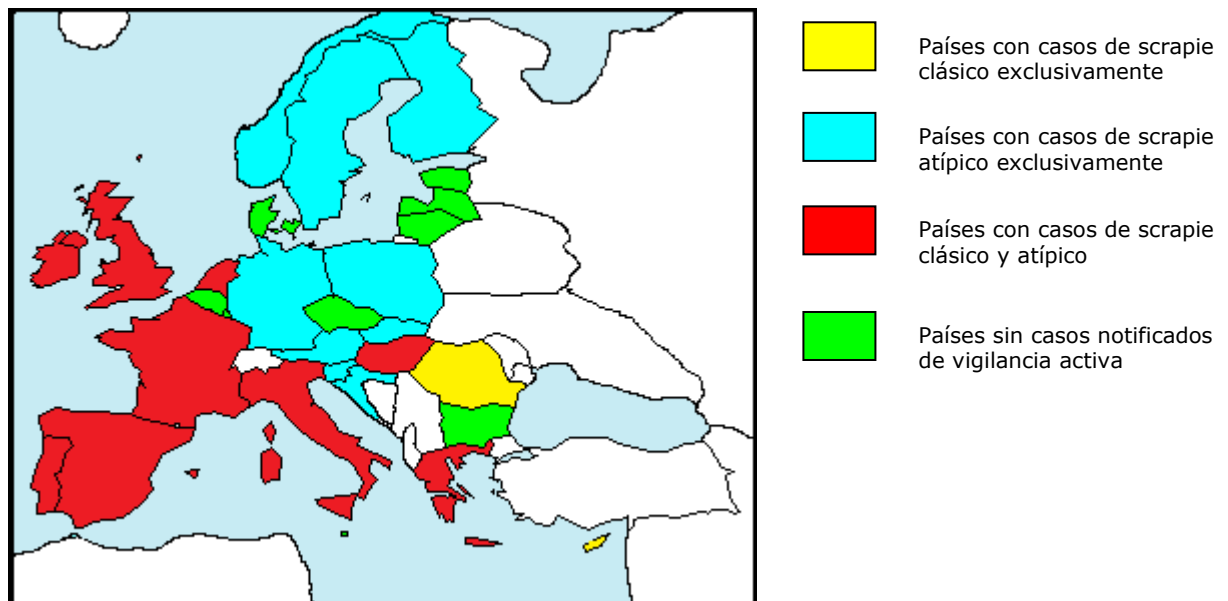 Países con casos de scrapie
clásico exclusivamente
Países con casos de scrapie
atípico exclusivamente
Países con casos de scrapie
clásico y atípico
Países sin casos notificados
de vigilancia activa